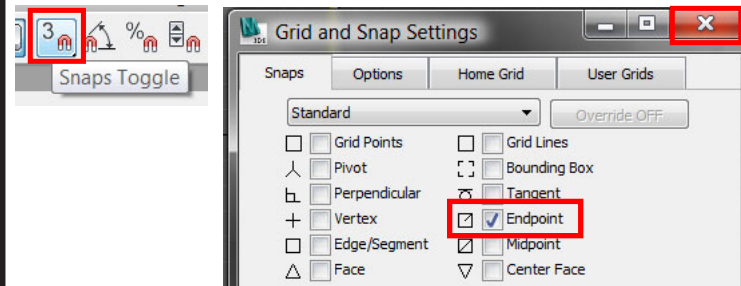 3 %
Snaps Toggle
Grid and Snap Settings
Snaps Options Home Grid User Grids
Standard Override OFF
Grid Points Grid Lines
Pivot Bounding Box
Perpendicular Tangent
Vertex Endpoint
Edge/Segment Midpoint
Face Center Face